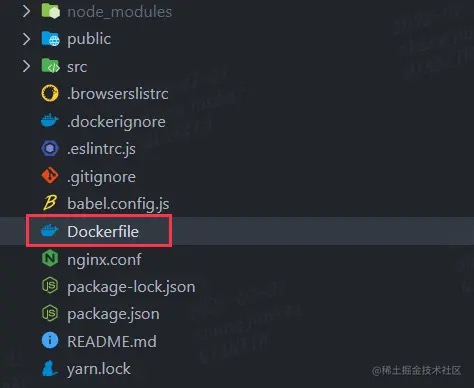 node_modules
public
src
.browserslistrc
.dockerignore
.eslintrc.js
.gitignore
babel.config.js
Dockerfile
nginx.conf
package-lock.json
package.json
README.md
yarn.lock
@稀土掘金技术社区